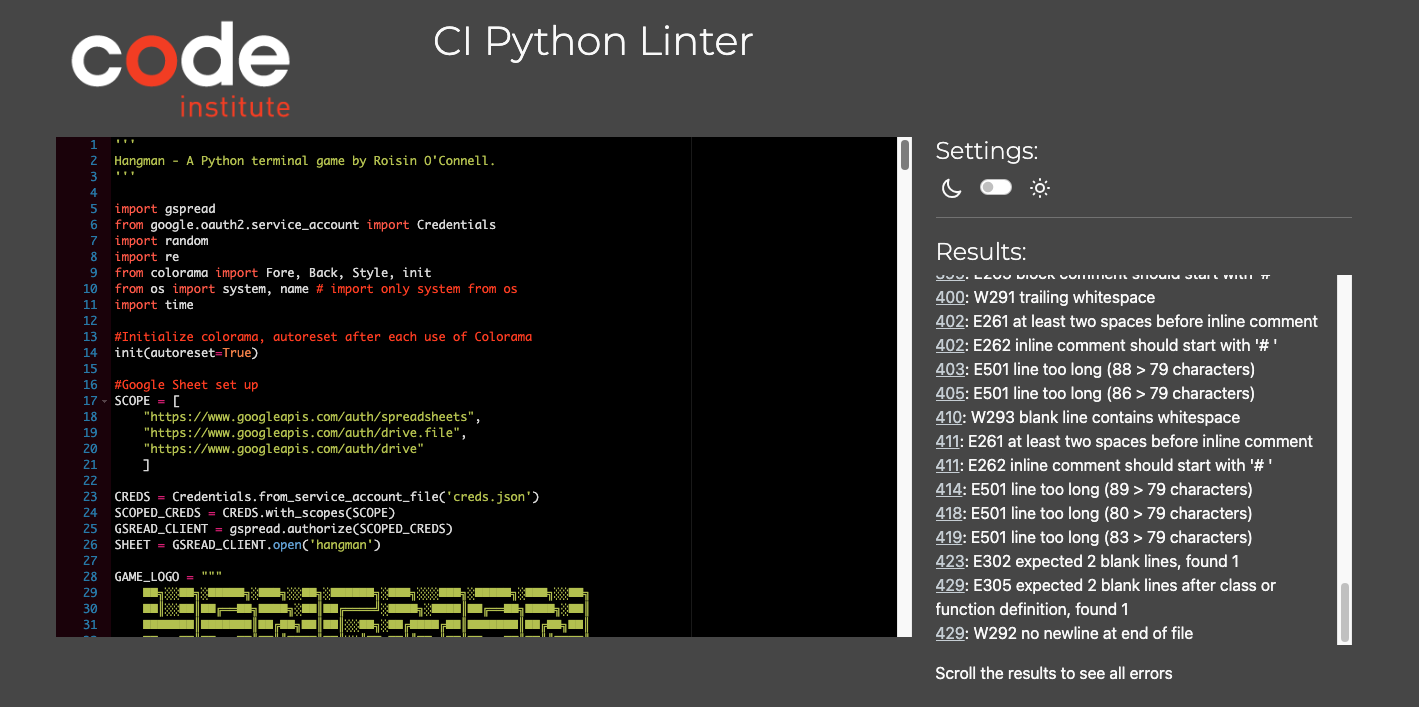 code
institute
CI Python Linter
1 '''
2 Hangman - A Python terminal game by Roisin O'Connell.
3 '''
4
5 import gspread
6 from google.oauth2.service_account import Credentials
7 import random
8 import re
9 from colorama import Fore, Back, Style, init
10 from os import system, name # import only system from os
11 import time
12
13 #Initialize colorama, autoreset after each use of Colorama
14 init(autoreset=True)
15
16 #Google Sheet set up
17 SCOPE = [
18 "https://www.googleapis.com/auth/spreadsheets",
19 "https://www.googleapis.com/auth/drive.file",
20 "https://www.googleapis.com/auth/drive"
21 ]
22
23 CREDS = Credentials.from_service_account_file('creds.json')
24 SCOPED_CREDS = CREDS.with_scopes(SCOPE)
25 GSREAD_CLIENT = gspread.authorize(SCOPED_CREDS)
26 SHEET = GSREAD_CLIENT.open('hangman')
27
28 GAME_LOGO = """
29
30
31
Settings:
Results:
block comment should start with '#
400: W291 trailing whitespace
402: E261 at least two spaces before inline comment
402: E262 inline comment should start with '# '
403: E501 line too long (88 > 79 characters)
405: E501 line too long (86 > 79 characters)
410: W293 blank line contains whitespace
411: E261 at least two spaces before inline comment
411: E262 inline comment should start with '# '
414: E501 line too long (89 > 79 characters)
418: E501 line too long (80 > 79 characters)
419: E501 line too long (83 > 79 characters)
423: E302 expected 2 blank lines, found 1
429: E305 expected 2 blank lines after class or
function definition, found 1
429: W292 no newline at end of file
Scroll the results to see all errors